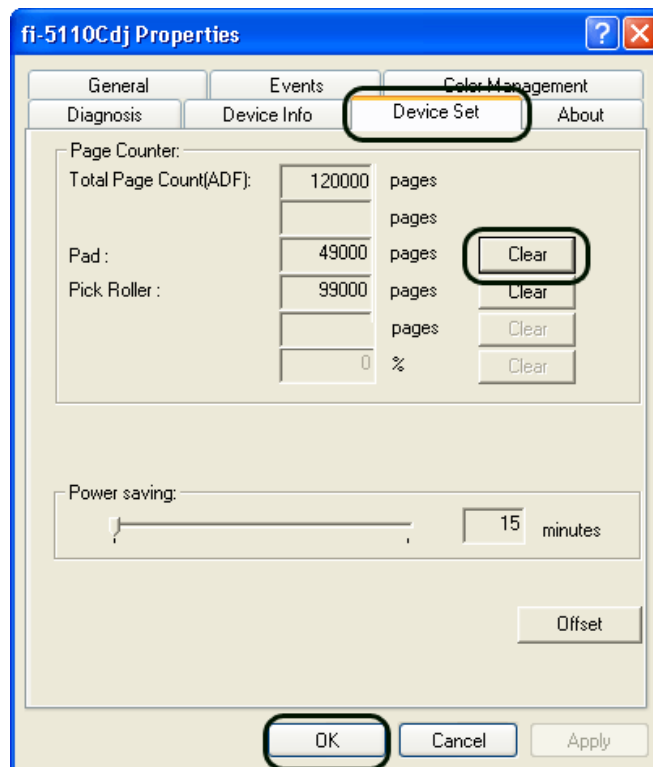 fi-5110Cdj Properties
General Events Color Management
Diagnosis Device Info Device Set About
Page Counter:
Total Page Count(ADF): 120000 pages
pages
Pad : 49000 pages Clear
Pick Roller : 99000 pages Clear
pages Clear
0 % Clear
Power saving:
15 minutes
Offset
OK Cancel Apply